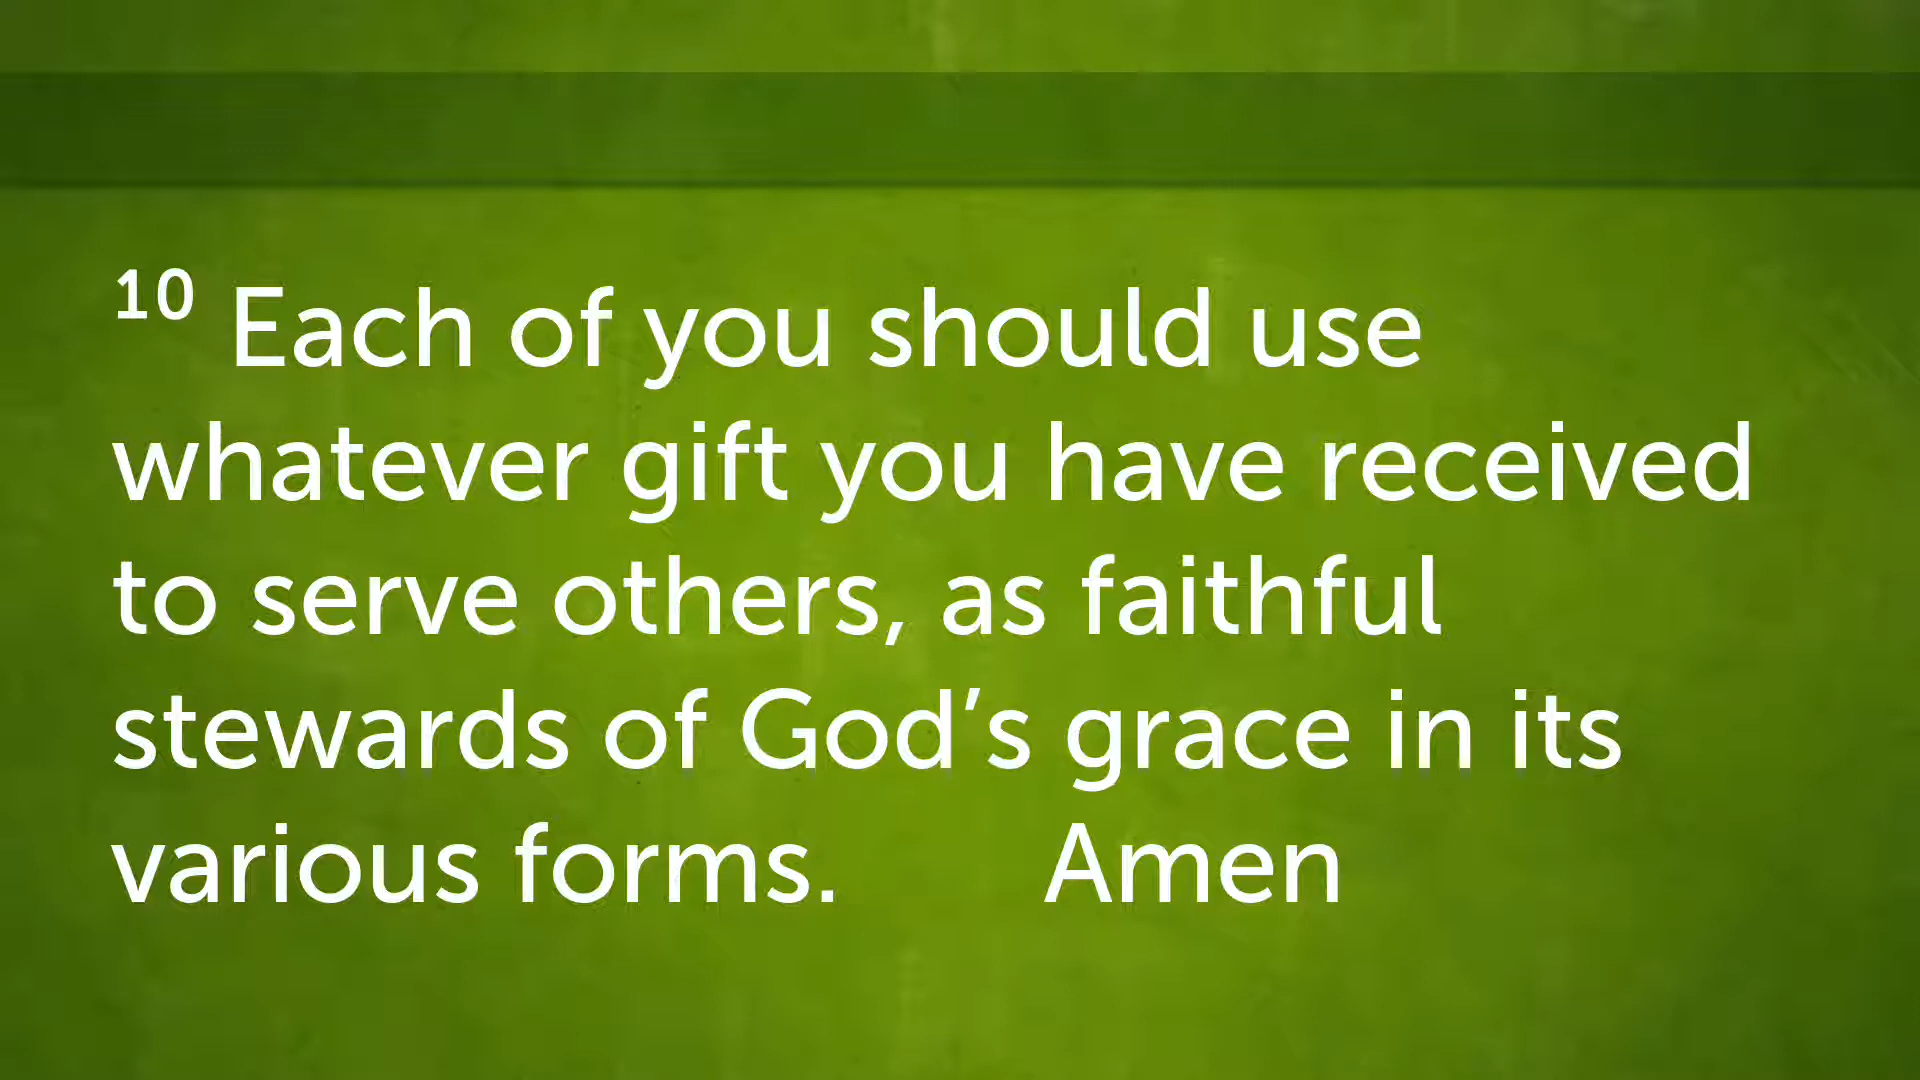 10 Each of you should use
whatever gift you have received
to serve others, as faithful
stewards of God’s grace in its
various forms. Amen